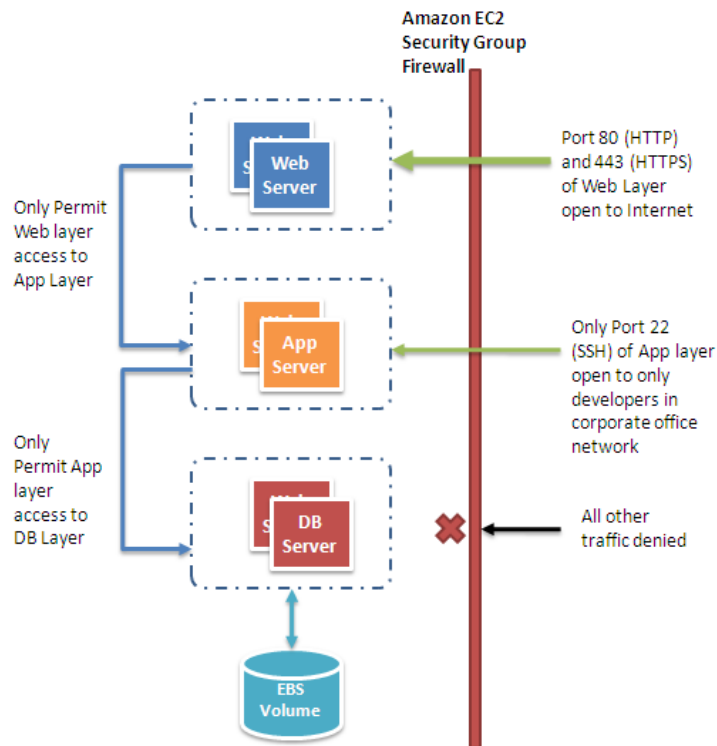 Amazon EC2
Security Group
Firewall
Web
Server
Port 80 (HTTP)
and 443 (HTTPS)
of Web Layer
open to Internet
Only Permit
Web layer
access to
App Layer
App
Server
Only Port 22
(SSH) of App layer
open to only
developers in
corporate office
network
Only
Permit App
layer
access to
DB Layer
DB
Server
All other
traffic denied
EBS
Volume